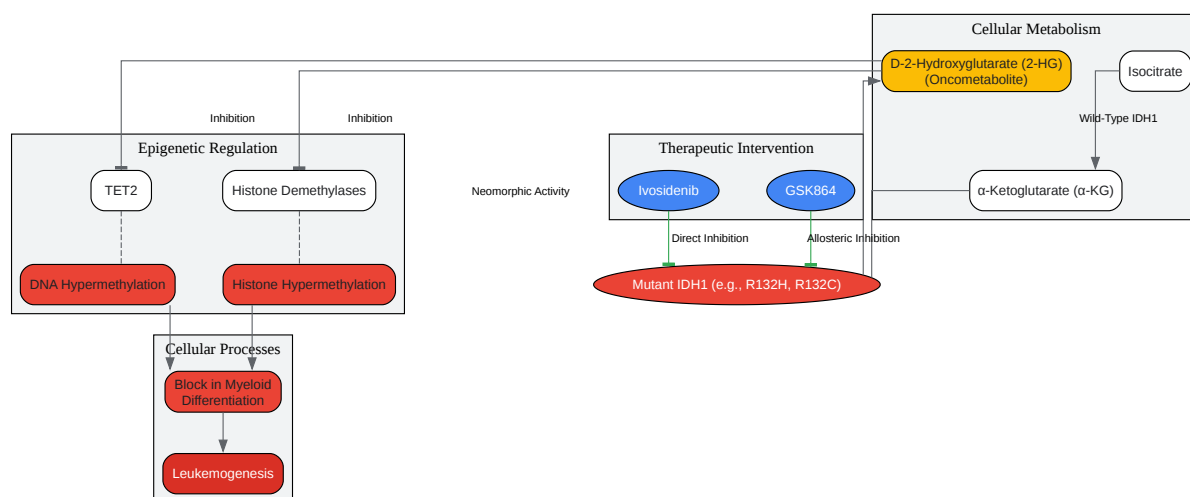 Cellular Metabolism
D-2-Hydroxyglutarate (2-HG)
(Oncometabolite)
Isocitrate
Inhibition
Inhibition
Wild-Type IDH1
Epigenetic Regulation
Therapeutic Intervention
TET2
Histone Demethylases
Neomorphic Activity
Ivosidenib
GSK864
α-Ketoglutarate (α-KG)
Direct Inhibition
Allosteric Inhibition
DNA Hypermethylation
Histone Hypermethylation
Mutant IDH1 (e.g., R132H, R132C)
Cellular Processes
Block in Myeloid
Differentiation
Leukemogenesis